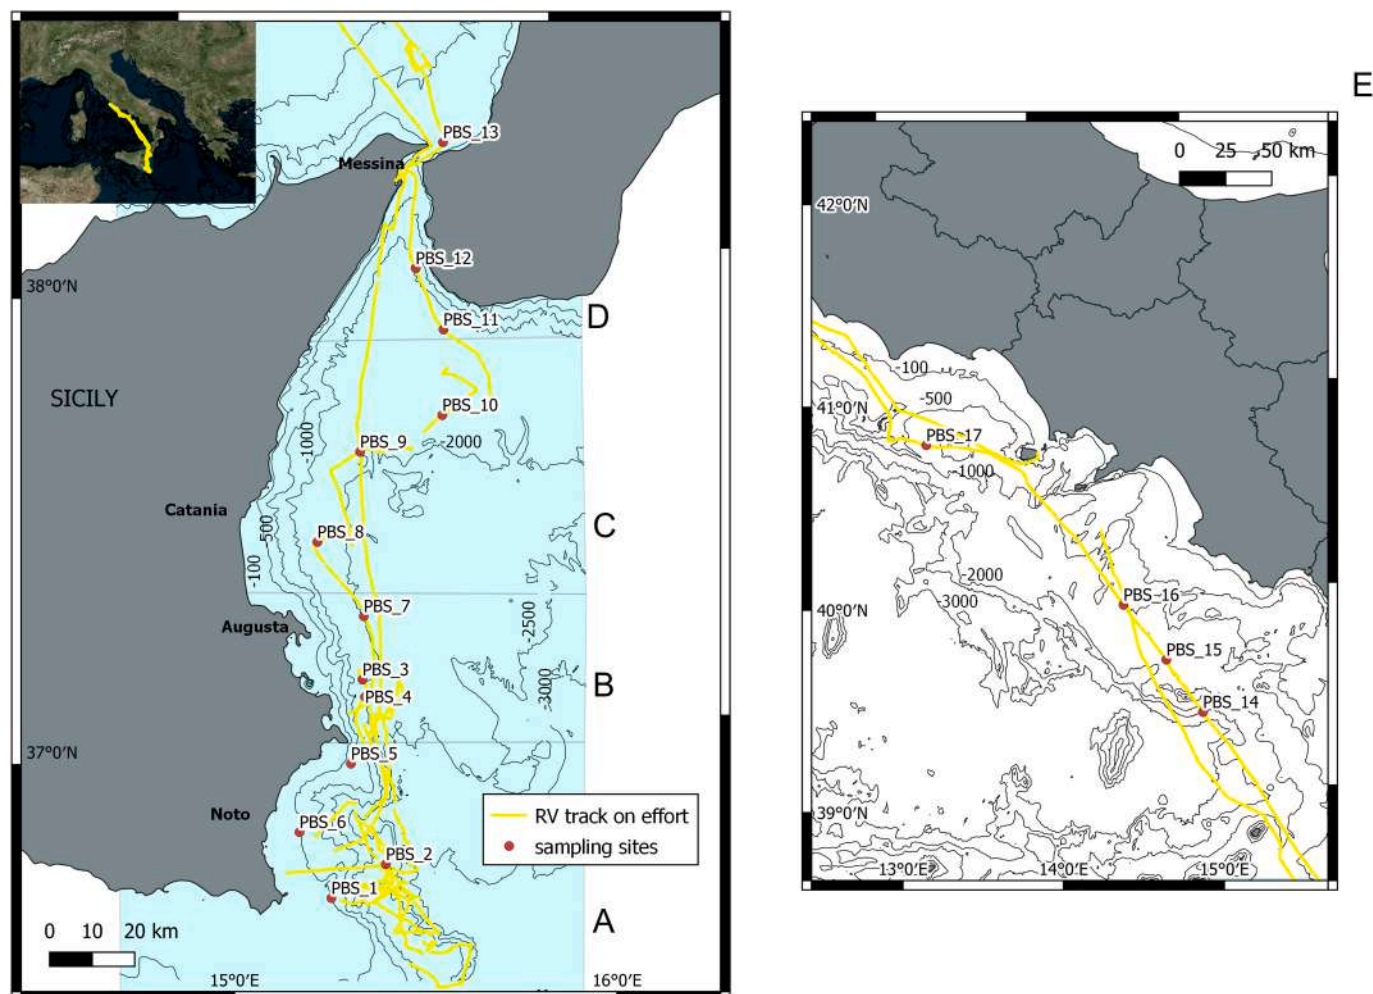 E
PBS_13
Messina
PBS_12
38°0′N
PBS_11
D
SICILY
PBS_10
PBS_9
-2000
-1000
Catania
500
PBS_8
C
-100
PBS_7
Augusta
-2500
PBS_3
-3000
B
PBS_4
PBS_5
37°0′N
Noto
PBS_6
RV track on effort
sampling sites
PBS_2
PBS_1
A
0 10 20 km
15°0′E
16°0′E
0 25 50 km
42°0′N
-100
-500
41°0′N
PBS_17
-1000
-2000
-3000
PBS_16
40°0′N
PBS_15
PBS_14
39°0′N
13°0′E
14°0′E
15°0′E